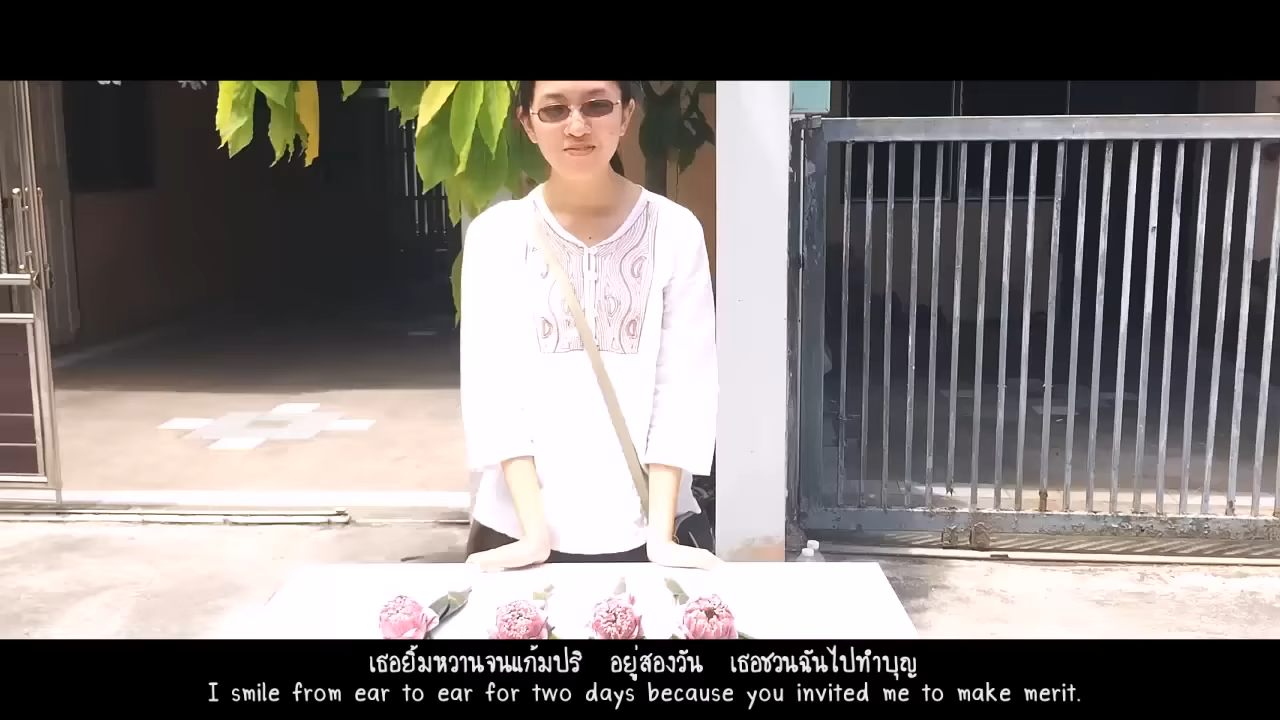 เธอยิ้มหวานจนแก้มปริ อยู่สองวัน เธอชวนฉันไปทำบุญ
I smile from ear to ear for two days because you invited me to make merit.